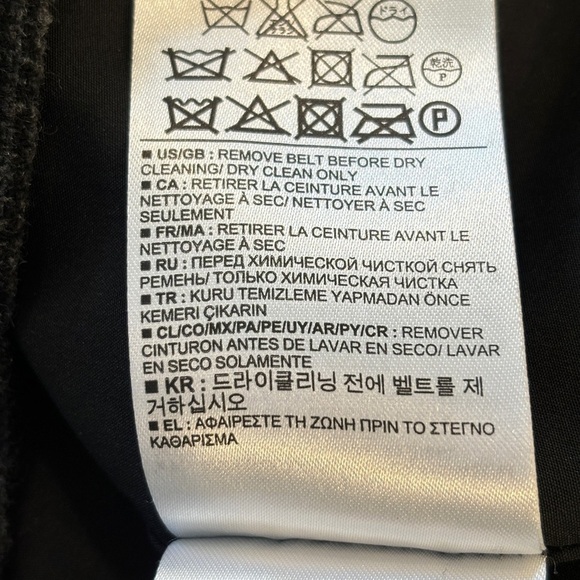 ドライ
乾洗
P
P
■ US/GB : REMOVE BELT BEFORE DRY
CLEANING/ DRY CLEAN ONLY
■ CA : RETIRER LA CEINTURE AVANT LE
NETTOYAGE À SEC/ NETTOYER À SEC
SEULEMENT
■ FR/MA : RETIRER LA CEINTURE AVANT LE
NETTOYAGE À SEC
■ RU : ПЕРЕД ХИМИЧЕСКОЙ ЧИСТКОЙ СНЯТЬ
РЕМЕНЬ/ ТОЛЬКО ХИМИЧЕСКАЯ ЧИСТКА
■ TR : KURU TEMIZLEME YAPMADAN ÖNCE
KEMERI ÇIKARIN
■ CL/CO/MX/PA/PE/UY/AR/PY/CR : REMOVER
CINTURON ANTES DE LAVAR EN SECO/ LAVAR
EN SECO SOLAMENTE
■ KR : 드라이클리닝 전에 벨트를 제
거하십시오
■ EL : ΑΦΑΙΡΕΣΤΕ ΤΗ ΖΩΝΗ ΠΡΙΝ ΤΟ ΣΤΕΓΝΟ
ΚΑΘΑΡΙΣΜΑ